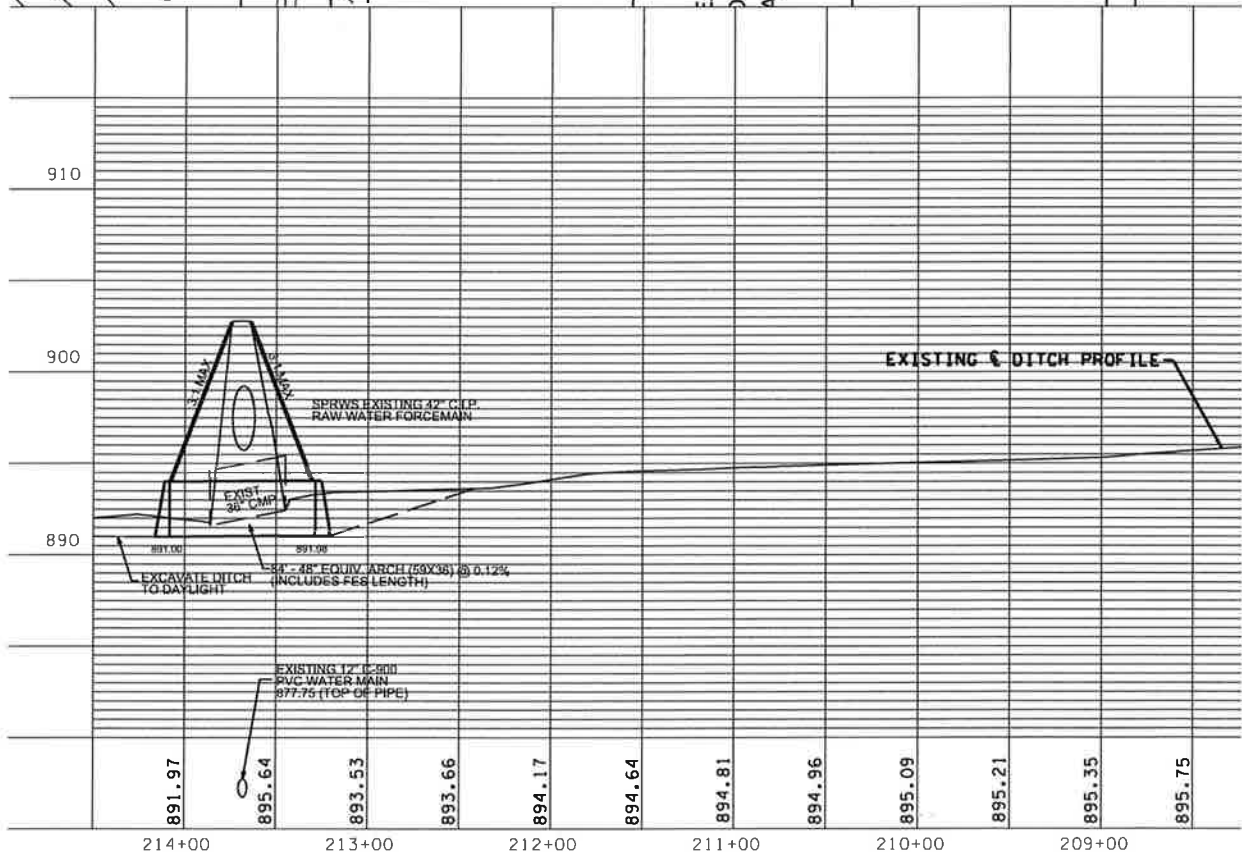 910
900
890
3:1 MAX
3:1 MAX
SPRWS EXISTING 42" C.I.P.
RAW WATER FORCEMAIN
EXISTING ℄ DITCH PROFILE
EXIST.
36" CMP
891.00
891.98
EXCAVATE DITCH
TO DAYLIGHT
84' - 48" EQUIV. ARCH (59X36) @ 0.12%
(INCLUDES FES LENGTH)
EXISTING 12" C-900
PVC WATER MAIN
877.75 (TOP OF PIPE)
891.97
895.64
893.53
893.66
894.17
894.64
894.81
894.96
895.09
895.21
895.35
895.75
214+00
213+00
212+00
211+00
210+00
209+00